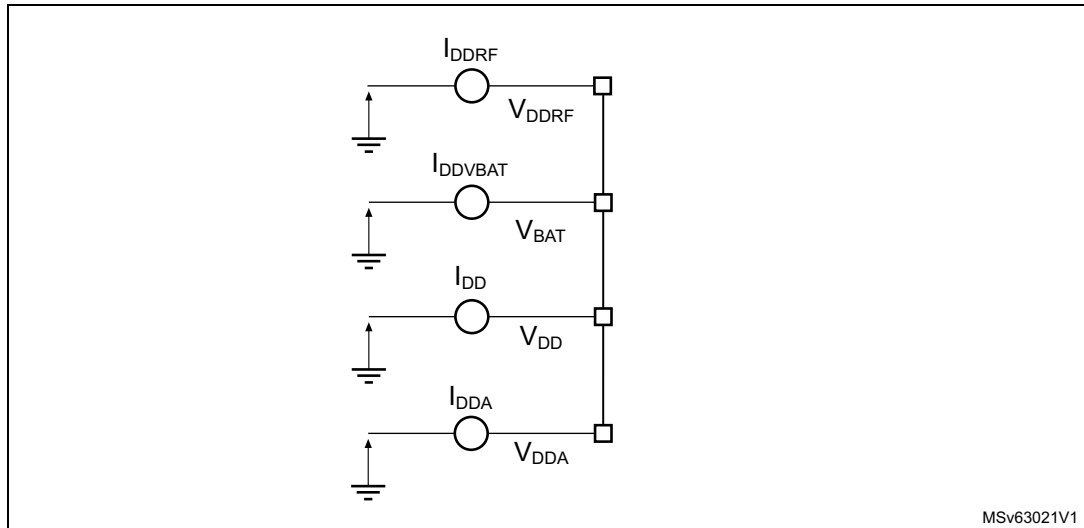 I_DDRF
V_DDRF
I_DDVBAT
V_BAT
I_DD
V_DD
I_DDA
V_DDA
MSv63021V1